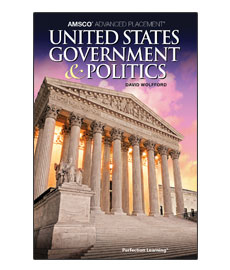 AMSCO® ADVANCED PLACEMENT®
UNITED STATES
GOVERNMENT
& POLITICS
DAVID WOLFFORD
Perfection Learning®